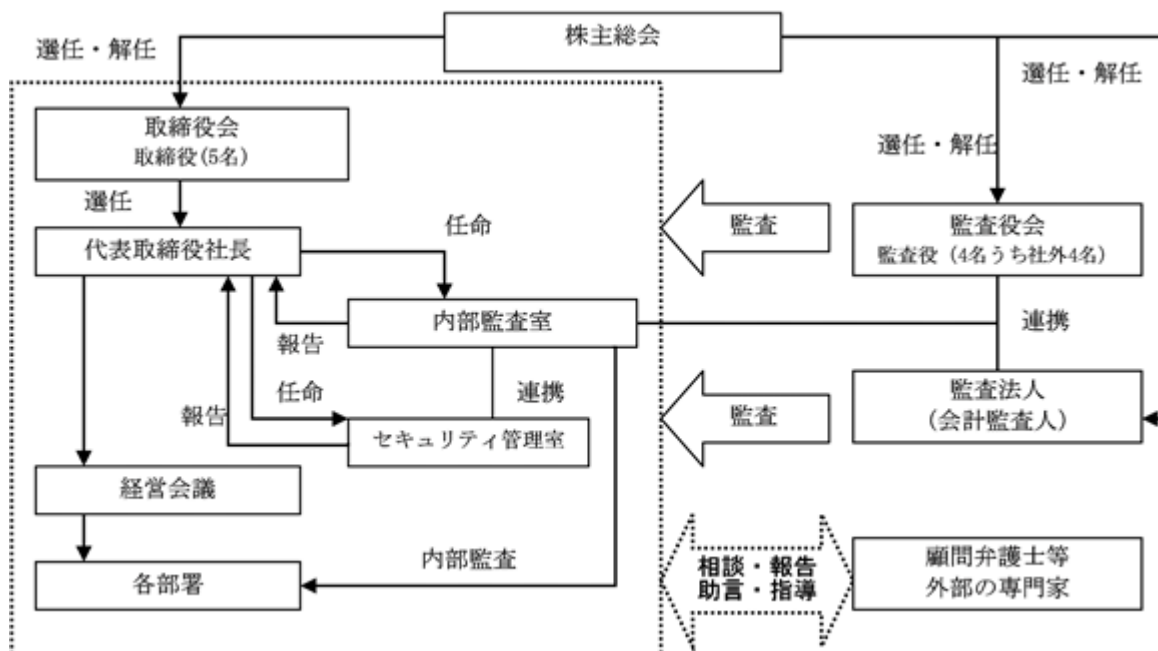 株主総会
選任・解任
選任・解任
取締役会
取締役(5名)
選任・解任
選任
監査
監査役会
監査役（4名うち社外4名）
代表取締役社長
任命
内部監査室
連携
報告
任命
連携
監査
監査法人
（会計監査人）
報告
セキュリティ管理室
経営会議
内部監査
相談・報告
助言・指導
顧問弁護士等
外部の専門家
各部署